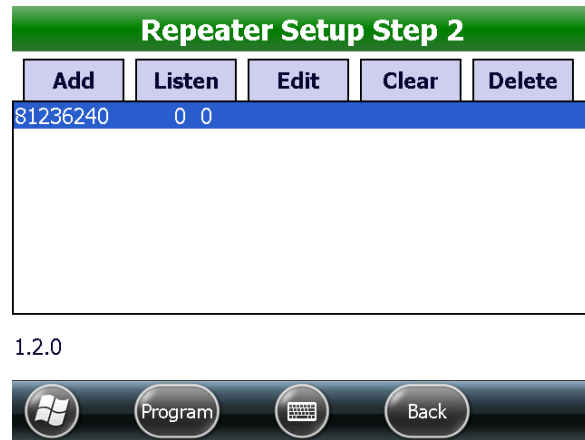 Repeater Setup Step 2
Add Listen Edit Clear Delete
81236240 0 0
1.2.0
Program Back